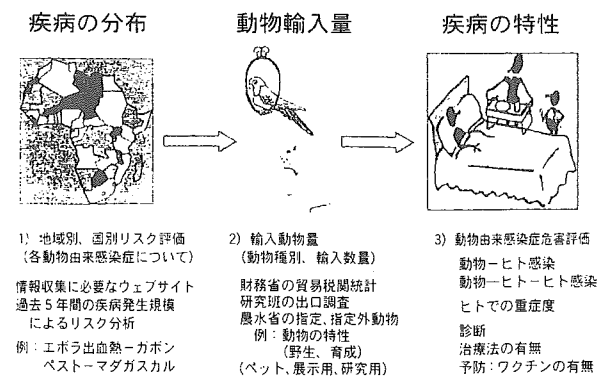 疾病の分布
動物輸入量
疾病の特性
1) 地域別、国別リスク評価
(各動物由来感染症について)
情報収集に必要なウェブサイト
過去5年間の疾病発生規模
によるリスク分析
例：エボラ出血熱ーガボン
ペストーマダガスカル
2) 輸入動物量
(動物種別、輸入数量)
財務省の貿易税関統計
研究班の出口調査
農水省の指定、指定外動物
例：動物の特性
(野生、育成)
(ペット、展示用、研究用)
3) 動物由来感染症危害評価
動物ーヒト感染
動物ーヒトーヒト感染
ヒトでの重症度
診断
治療法の有無
予防：ワクチンの有無